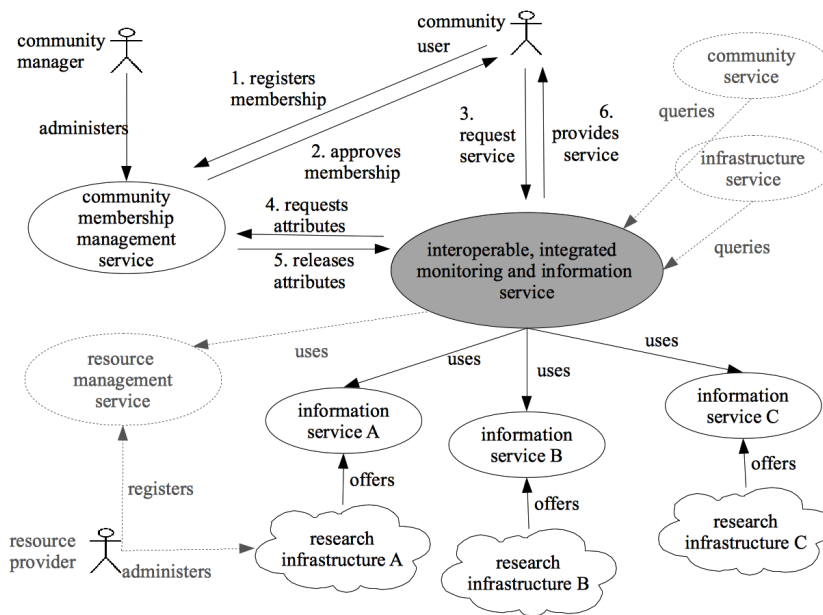 community
manager
community
user
community
service
1. registers
membership
queries
administers
3.
request
service
6.
provides
service
2. approves
membership
infrastructure
service
community
membership
management
service
4. requests
attributes
5. releases
attributes
interoperable, integrated
monitoring and information
service
queries
resource
management
service
uses
uses
uses
uses
information
service A
information
service B
information
service C
offers
offers
offers
registers
resource
provider
administers
research
infrastructure A
research
infrastructure B
research
infrastructure C